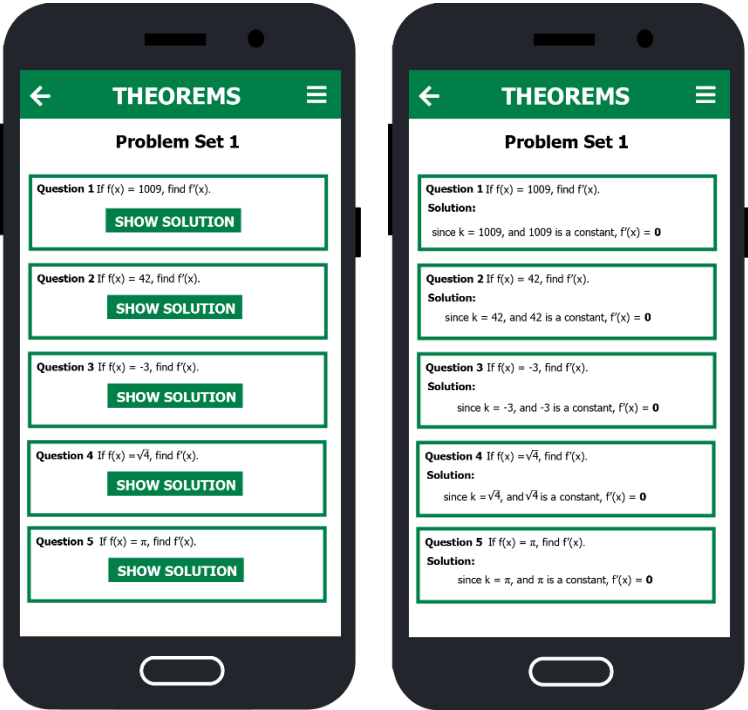 THEOREMS
Problem Set 1
Question 1 If f(x) = 1009, find f'(x).
SHOW SOLUTION
Question 2 If f(x) = 42, find f'(x).
SHOW SOLUTION
Question 3 If f(x) = -3, find f'(x).
SHOW SOLUTION
Question 4 If f(x) =√4, find f'(x).
SHOW SOLUTION
Question 5 If f(x) = π, find f'(x).
SHOW SOLUTION
THEOREMS
Problem Set 1
Question 1 If f(x) = 1009, find f'(x).
Solution:
since k = 1009, and 1009 is a constant, f'(x) = 0
Question 2 If f(x) = 42, find f'(x).
Solution:
since k = 42, and 42 is a constant, f'(x) = 0
Question 3 If f(x) = -3, find f'(x).
Solution:
since k = -3, and -3 is a constant, f'(x) = 0
Question 4 If f(x) =√4, find f'(x).
Solution:
since k =√4, and √4 is a constant, f'(x) = 0
Question 5 If f(x) = π, find f'(x).
Solution:
since k = π, and π is a constant, f'(x) = 0